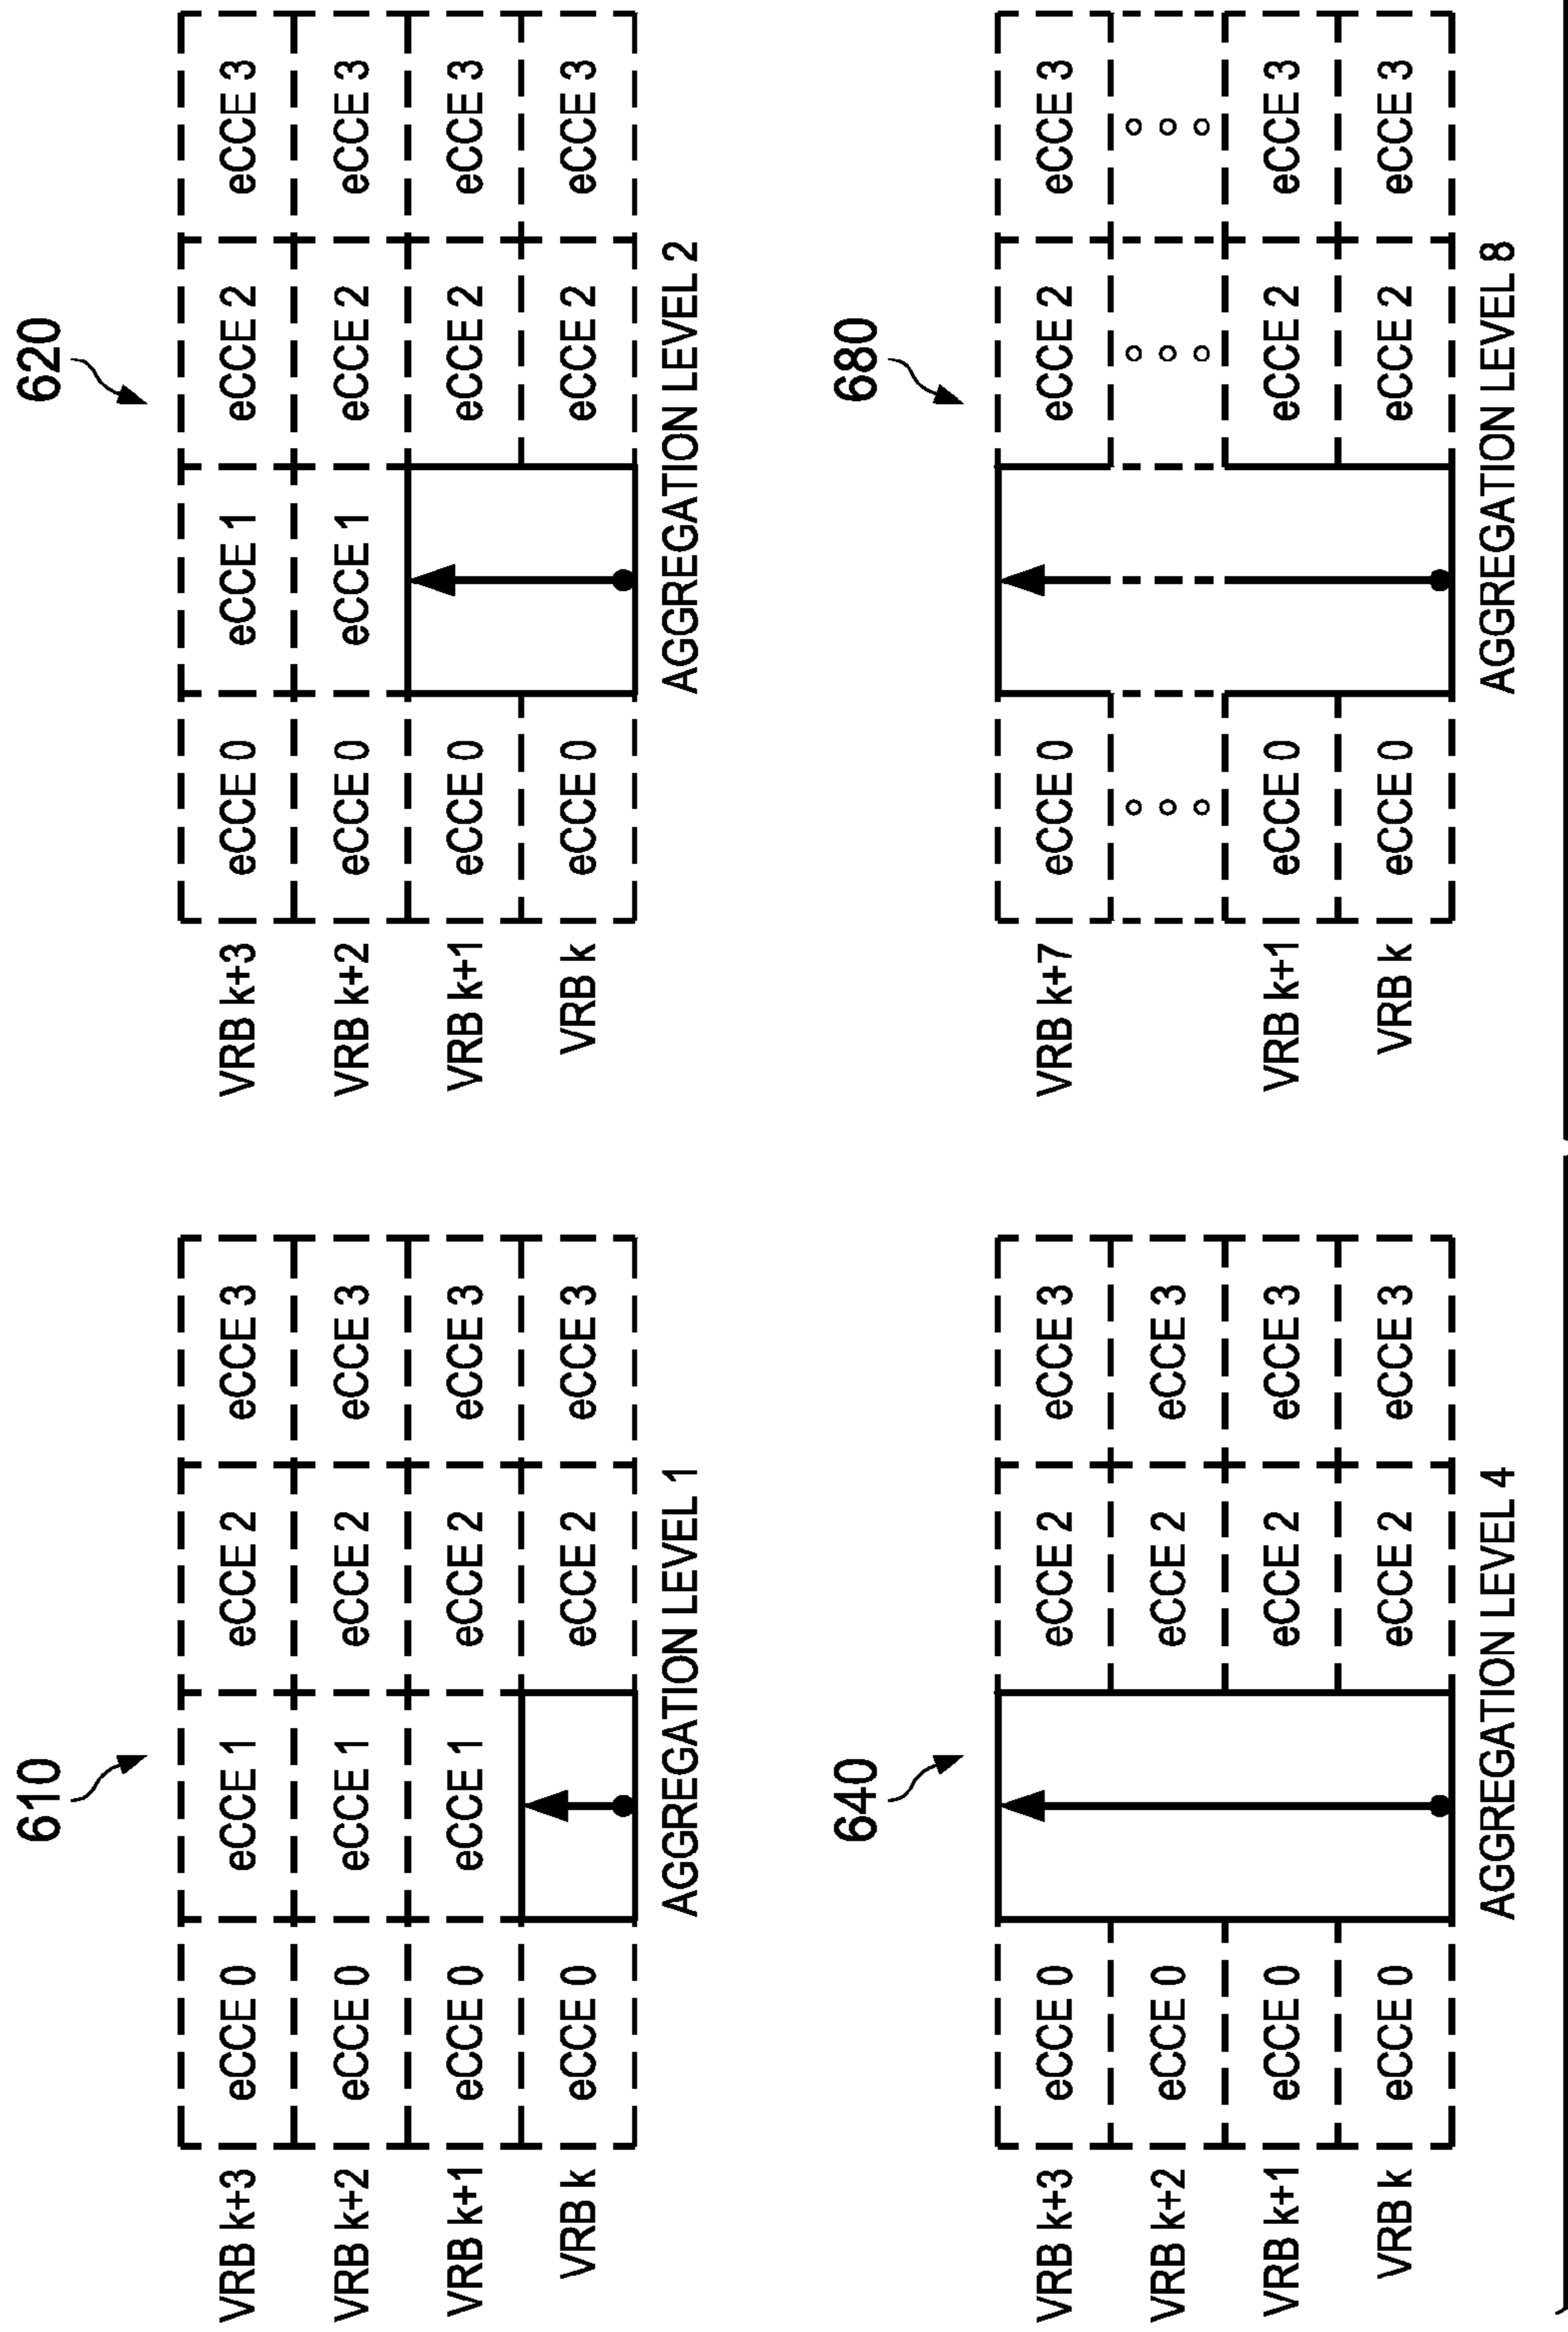 610
VRB k+3 eCCE 0 eCCE 1 eCCE 2 eCCE 3
VRB k+2 eCCE 0 eCCE 1 eCCE 2 eCCE 3
VRB k+1 eCCE 0 eCCE 1 eCCE 2 eCCE 3
VRB k eCCE 0 eCCE 2 eCCE 3
AGGREGATION LEVEL 1
620
VRB k+3 eCCE 0 eCCE 1 eCCE 2 eCCE 3
VRB k+2 eCCE 0 eCCE 1 eCCE 2 eCCE 3
VRB k+1 eCCE 0 eCCE 2 eCCE 3
VRB k eCCE 0 eCCE 2 eCCE 3
AGGREGATION LEVEL 2
640
VRB k+3 eCCE 0 eCCE 2 eCCE 3
VRB k+2 eCCE 0 eCCE 2 eCCE 3
VRB k+1 eCCE 0 eCCE 2 eCCE 3
VRB k eCCE 0 eCCE 2 eCCE 3
AGGREGATION LEVEL 4
680
VRB k+7 eCCE 0 eCCE 2 eCCE 3
VRB k+1 eCCE 0 eCCE 2 eCCE 3
VRB k eCCE 0 eCCE 2 eCCE 3
AGGREGATION LEVEL 8